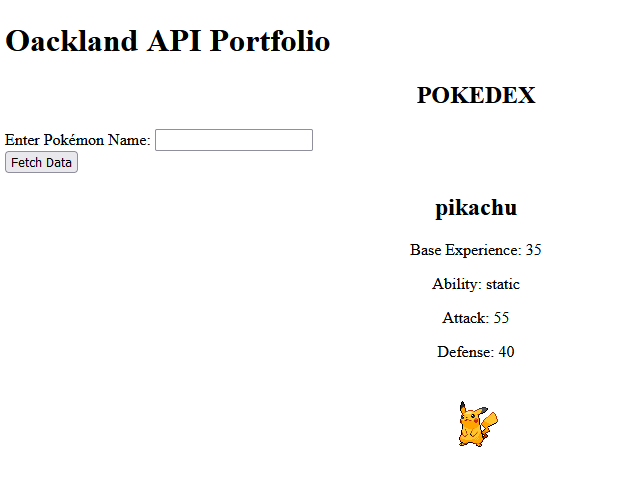 Oackland API Portfolio
POKEDEX
Enter Pokémon Name:
Fetch Data
pikachu
Base Experience: 35
Ability: static
Attack: 55
Defense: 40